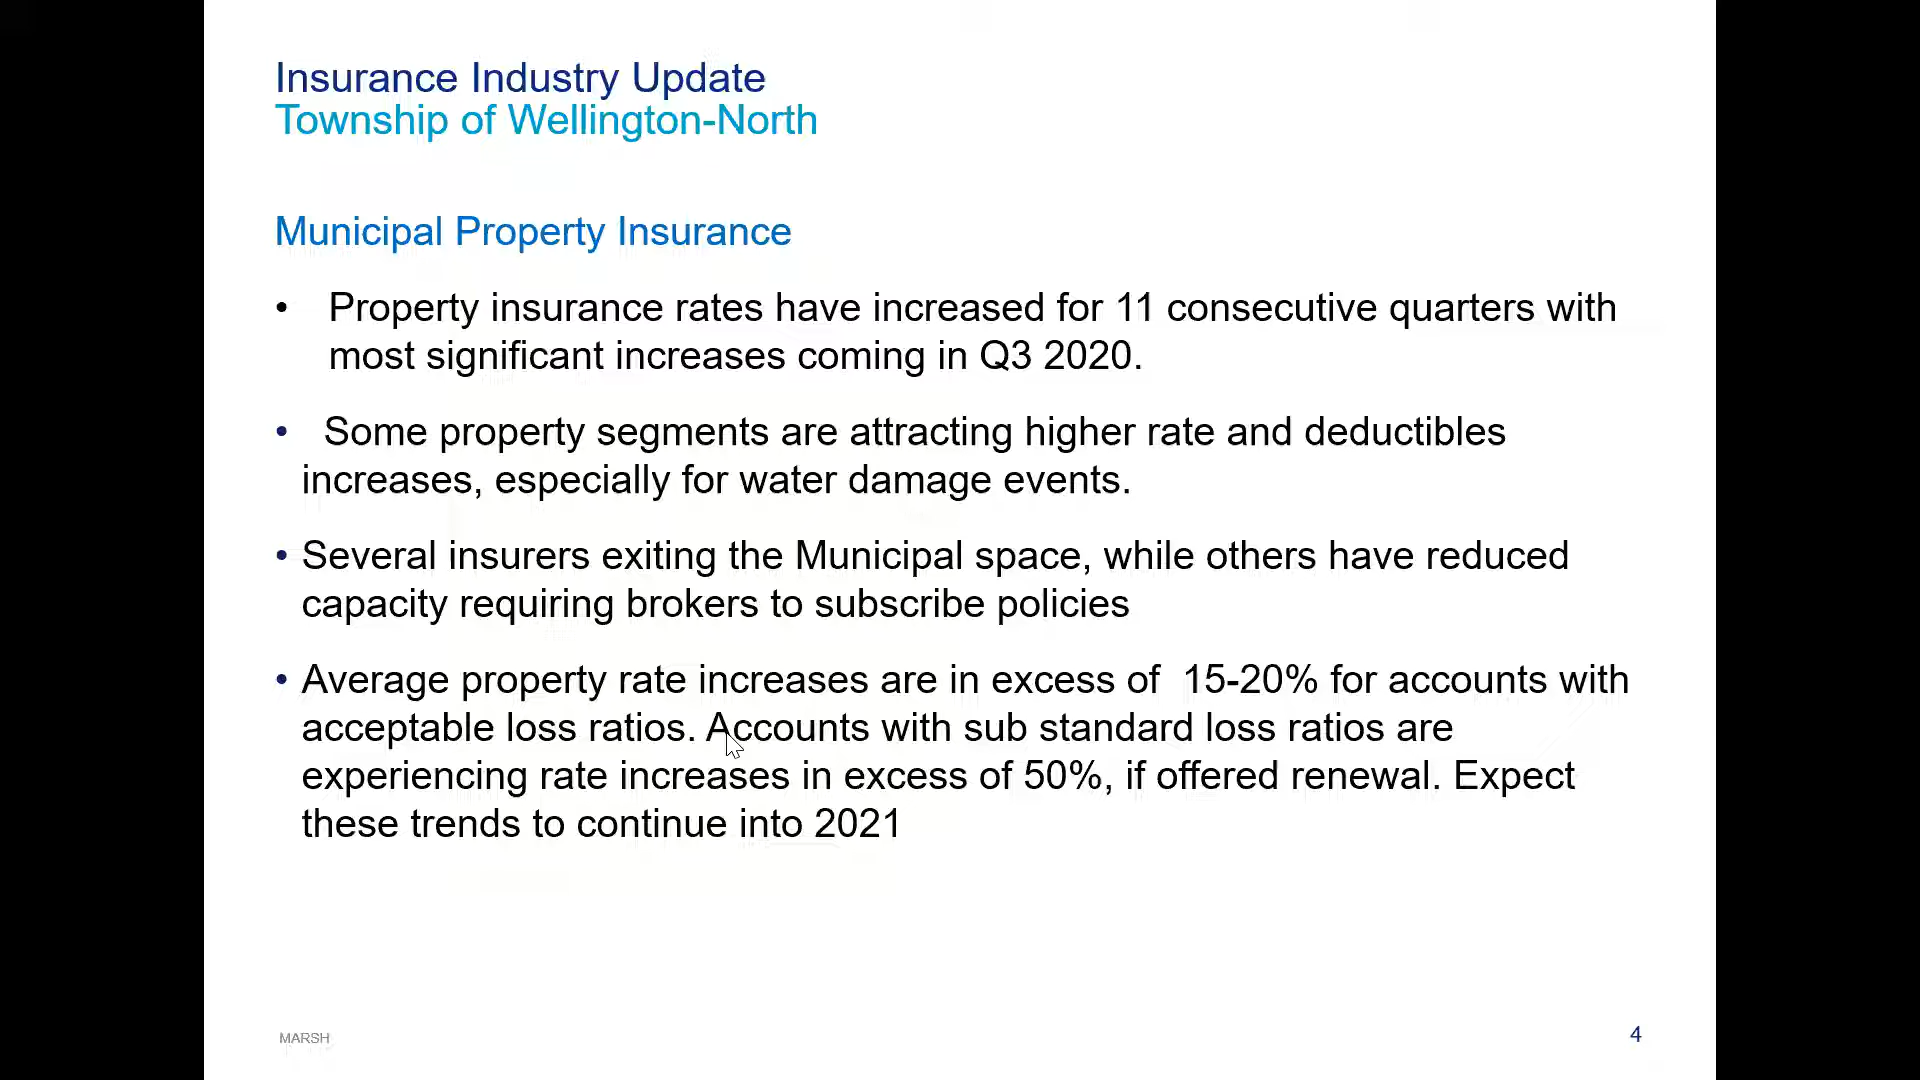 Insurance Industry Update
Township of Wellington-North
Municipal Property Insurance
• Property insurance rates have increased for 11 consecutive quarters with
most significant increases coming in Q3 2020.
• Some property segments are attracting higher rate and deductibles
increases, especially for water damage events.
• Several insurers exiting the Municipal space, while others have reduced
capacity requiring brokers to subscribe policies
• Average property rate increases are in excess of 15-20% for accounts with
acceptable loss ratios. Accounts with sub standard loss ratios are
experiencing rate increases in excess of 50%, if offered renewal. Expect
these trends to continue into 2021
MARSH
4